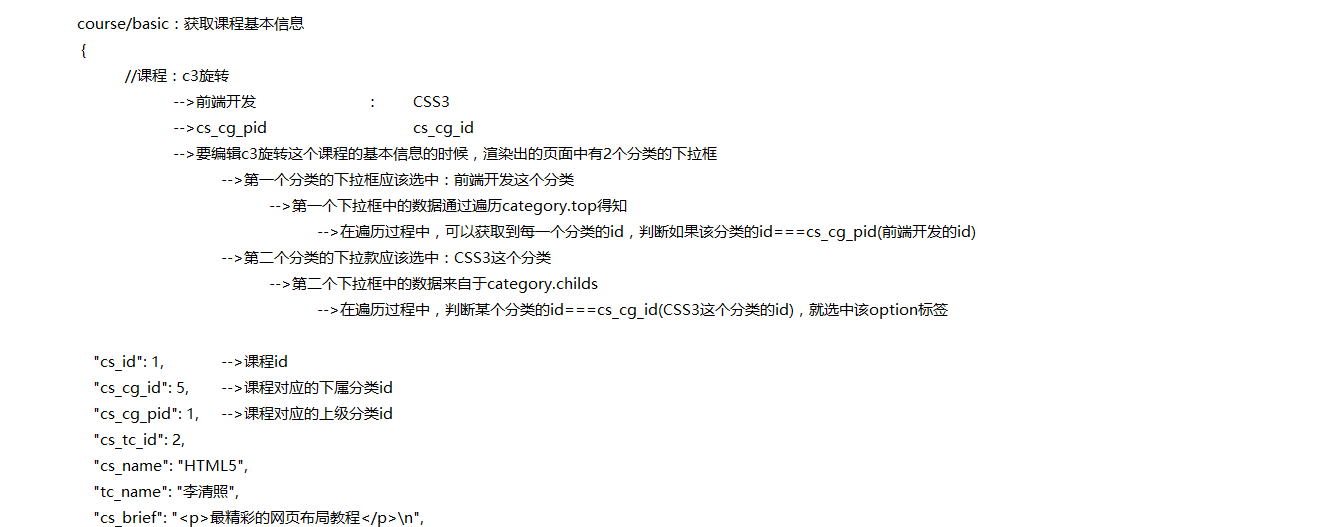 course/basic：获取课程基本信息
{
//课程：c3旋转
-->前端开发 ： CSS3
-->cs_cg_pid cs_cg_id
-->要编辑c3旋转这个课程的基本信息的时候，渲染出的页面中有2个分类的下拉框
-->第一个分类的下拉框应该选中：前端开发这个分类
-->第一个下拉框中的数据通过遍历category.top得知
-->在遍历过程中，可以获取到每一个分类的id，判断如果该分类的id===cs_cg_pid(前端开发的id)
-->第二个分类的下拉款应该选中：CSS3这个分类
-->第二个下拉框中的数据来自于category.childs
-->在遍历过程中，判断某个分类的id===cs_cg_id(CSS3这个分类的id)，就选中该option标签
"cs_id": 1, -->课程id
"cs_cg_id": 5, -->课程对应的下属分类id
"cs_cg_pid": 1, -->课程对应的上级分类id
"cs_tc_id": 2,
"cs_name": "HTML5",
"tc_name": "李清照",
"cs_brief": "<p>最精彩的网页布局教程</p>\n",